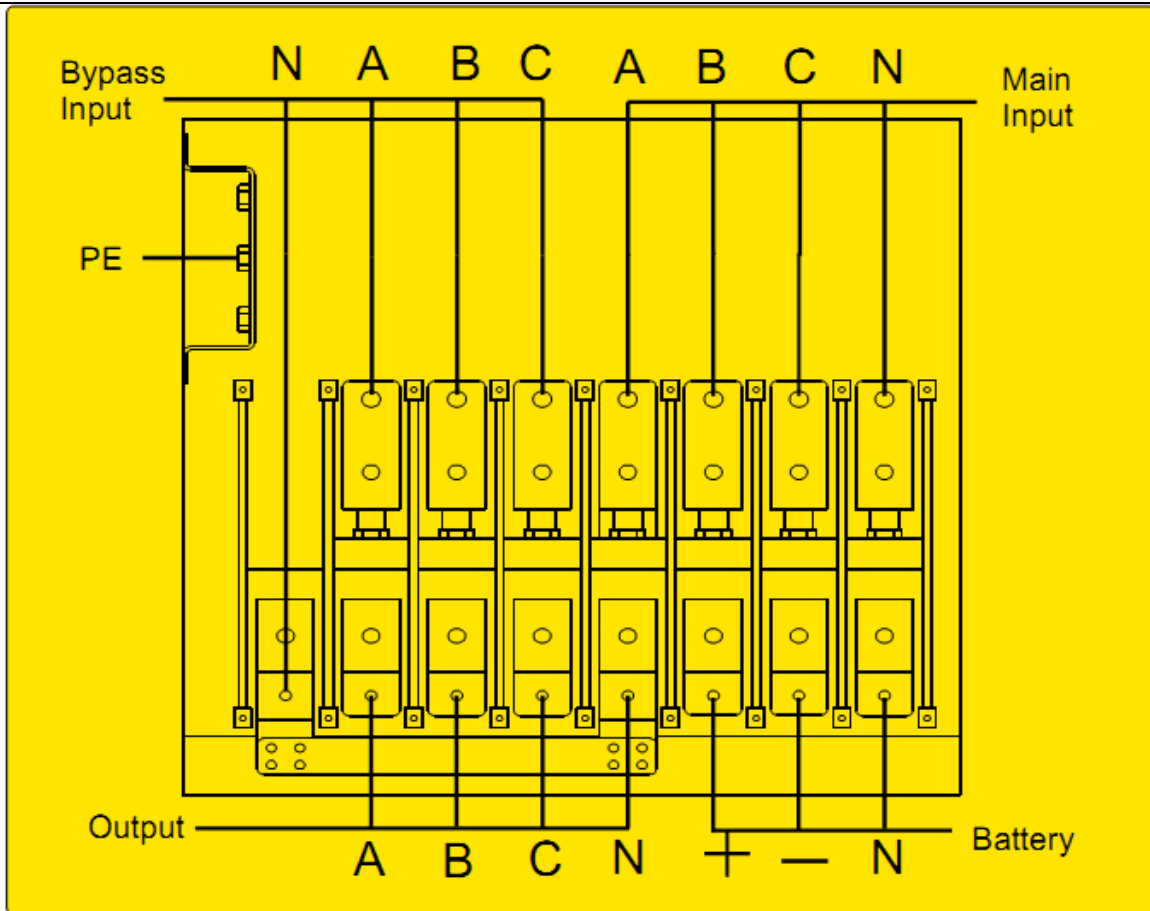 Bypass
Input
N A B C A B C N
Main
Input
PE
Output
A B C N + — N
Battery